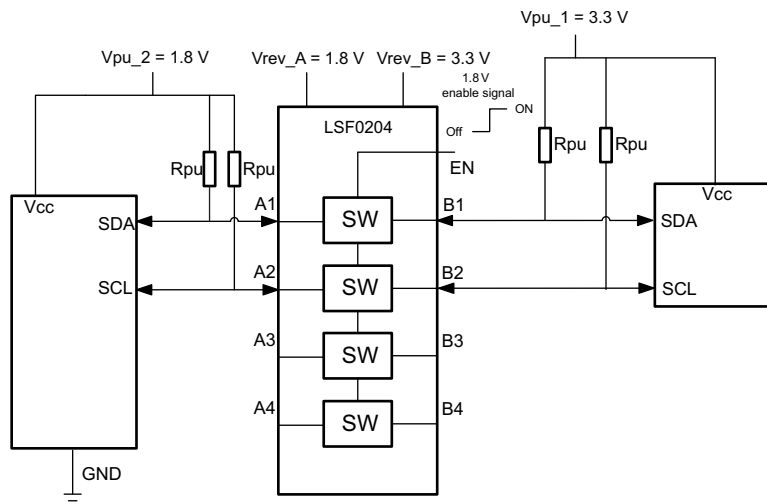 Vpu_1 = 3.3 V
Vpu_2 = 1.8 V
Vrev_A = 1.8 V
Vrev_B = 3.3 V
1.8 V
enable signal
ON
Off
LSF0204
EN
Rpu
Rpu
Rpu
Rpu
Vcc
Vcc
SDA
A1
SW
B1
SDA
SCL
A2
SW
B2
SCL
A3
SW
B3
A4
SW
B4
GND